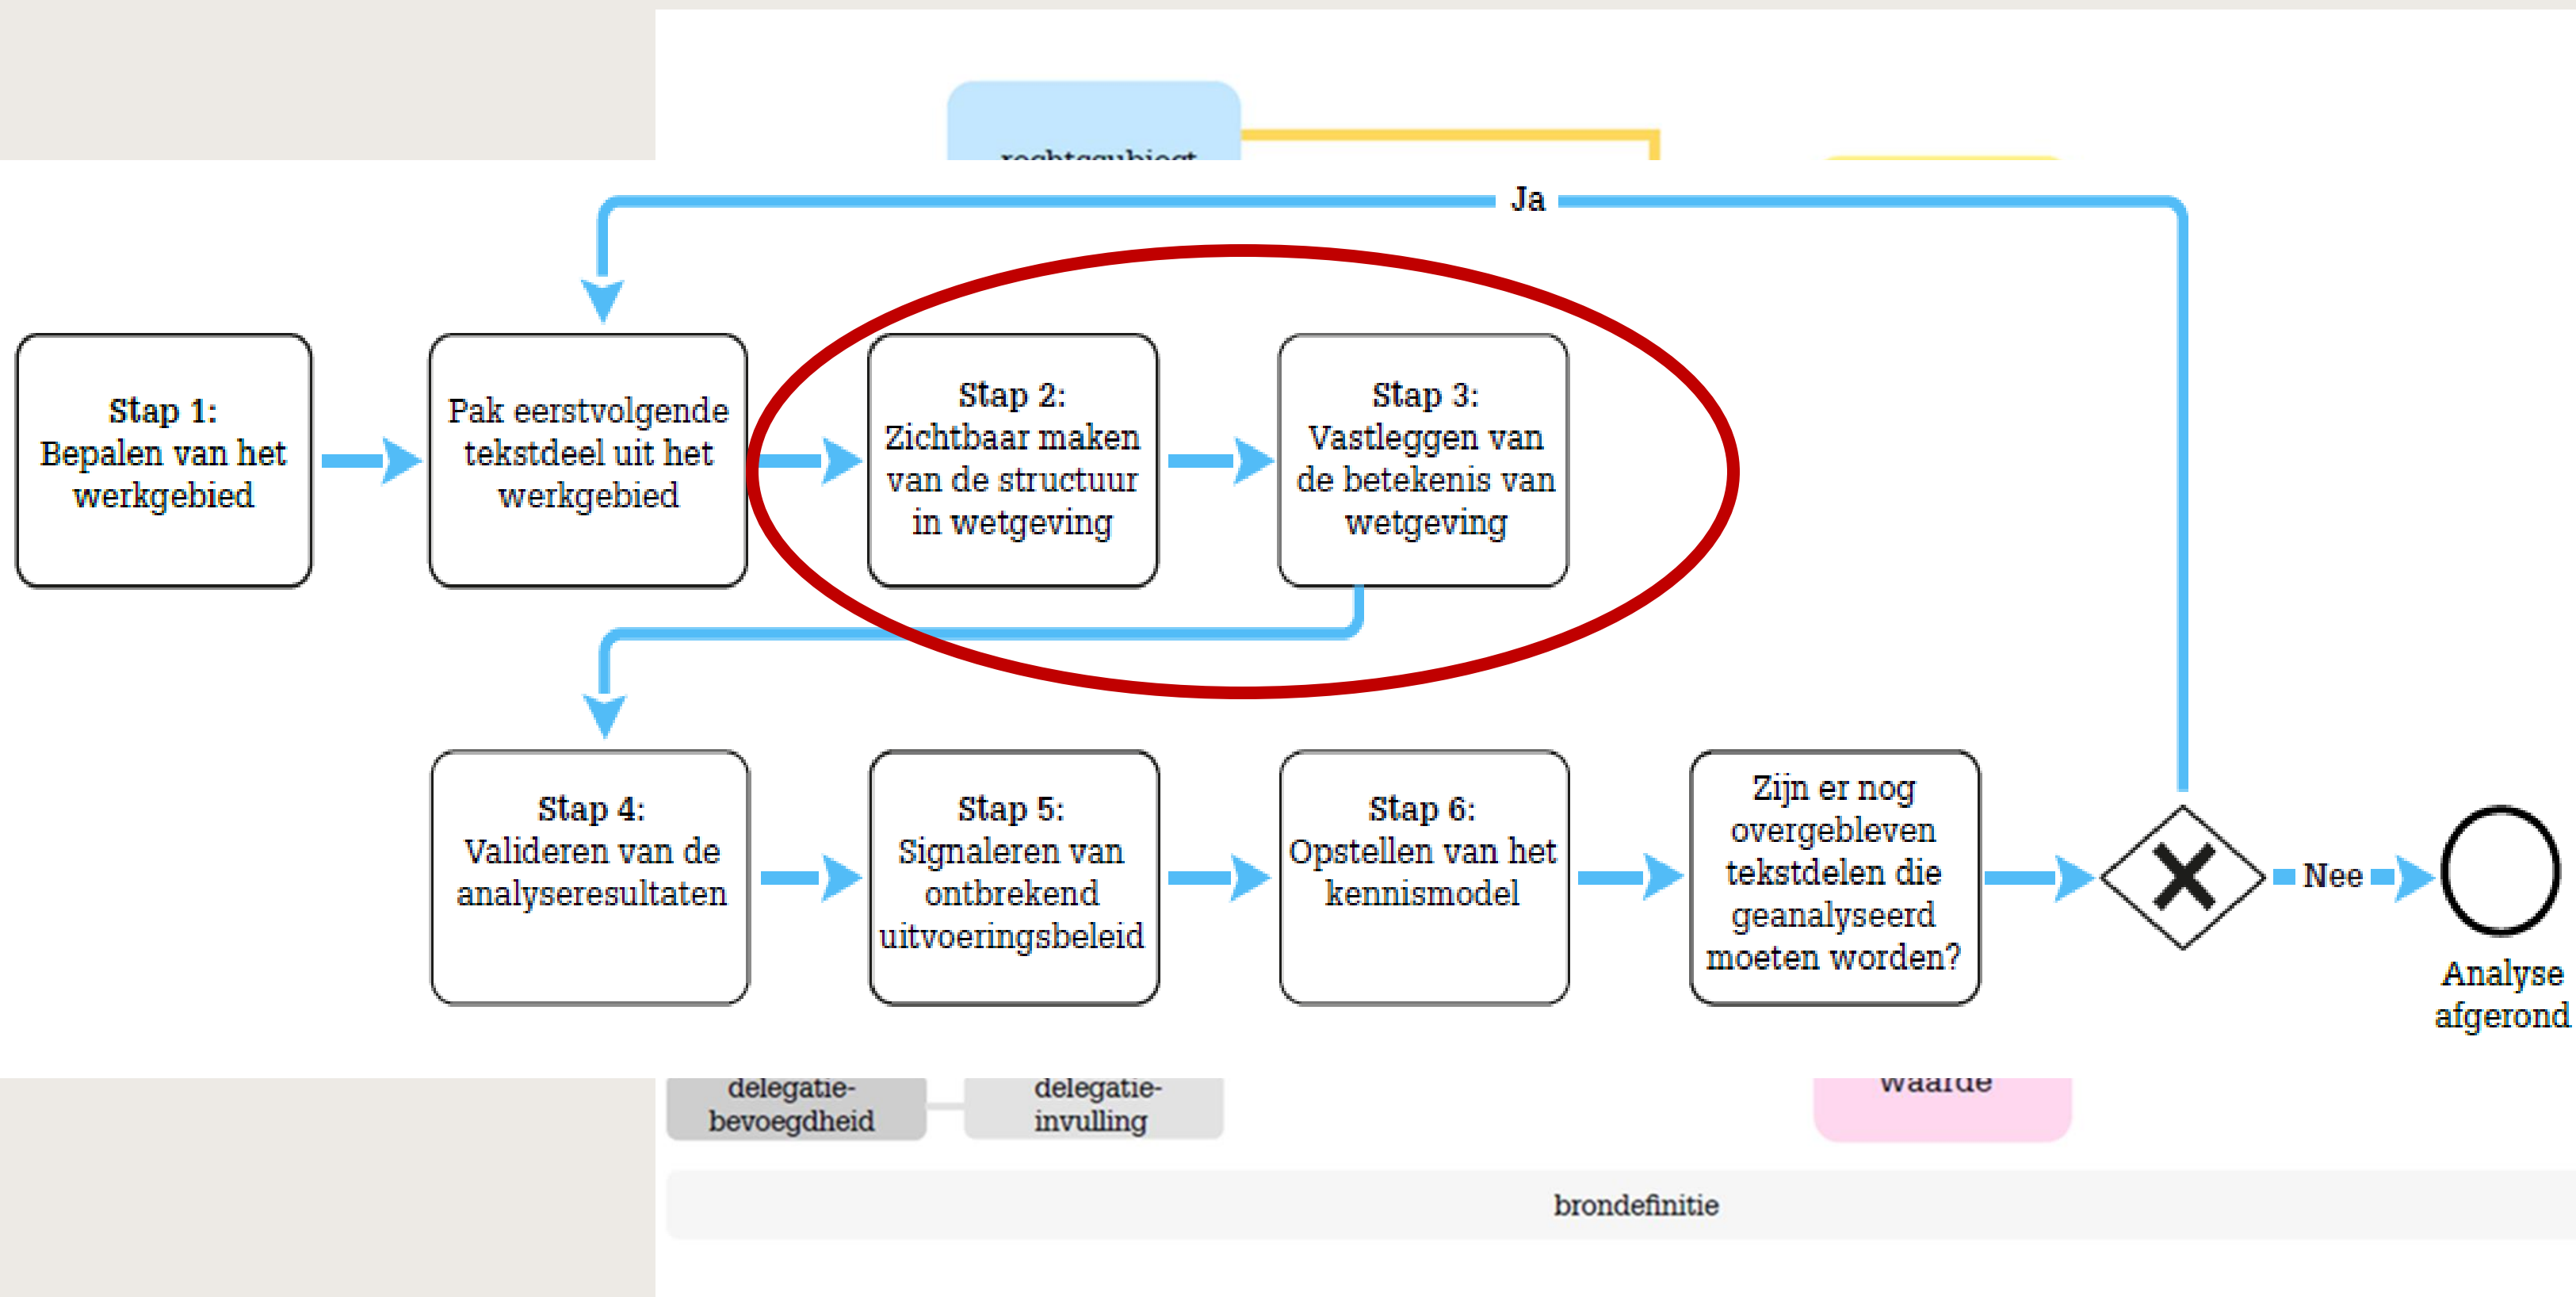 rechtssubject
Ja
Stap 1:
Bepalen van het
werkgebied
Pak eerstvolgende
tekstdeel uit het
werkgebied
Stap 2:
Zichtbaar maken
van de structuur
in wetgeving
Stap 3:
Vastleggen van
de betekenis van
wetgeving
Stap 4:
Valideren van de
analyseresultaten
Stap 5:
Signaleren van
ontbrekend
uitvoeringsbeleid
Stap 6:
Opstellen van het
kennismodel
Zijn er nog
overgebleven
tekstdelen die
geanalyseerd
moeten worden?
Nee
Analyse
afgerond
delegatie-
bevoegdheid
delegatie-
invulling
waarde
brondefinitie